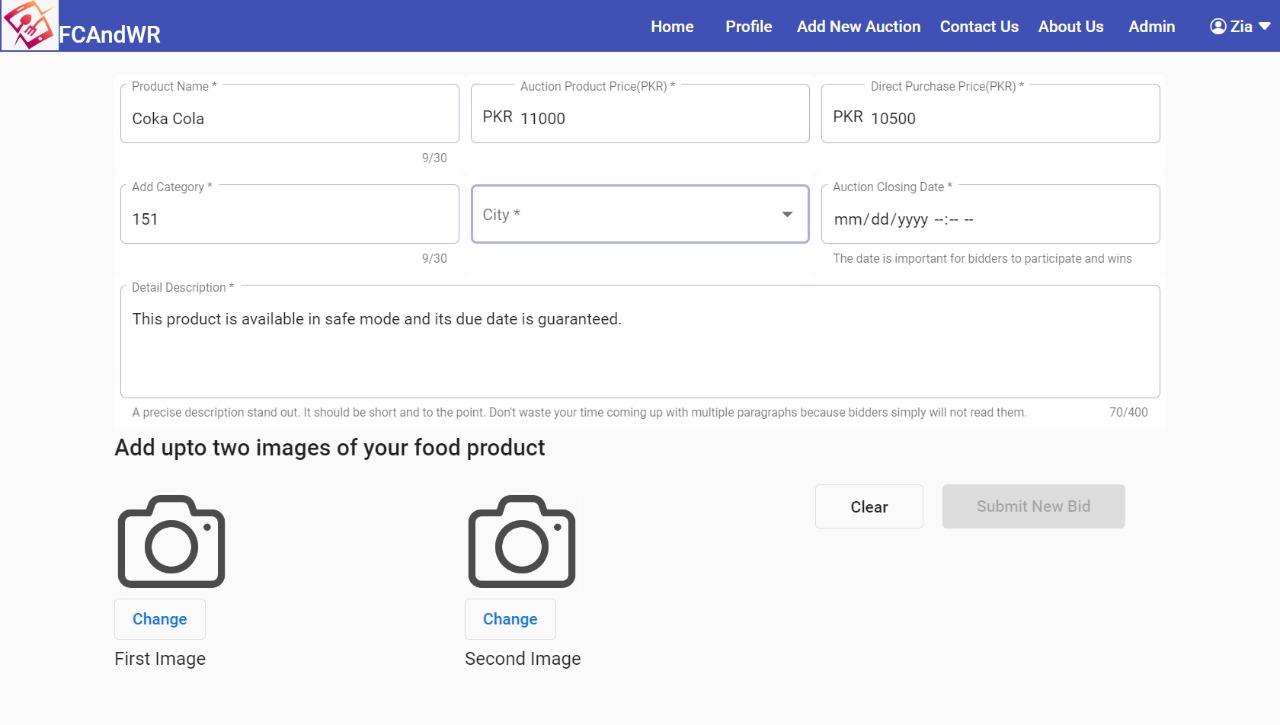 FCAndWR
Home Profile Add New Auction Contact Us About Us Admin Zia
Product Name * Auction Product Price(PKR) * Direct Purchase Price(PKR) *
Coka Cola PKR 11000 PKR 10500
9/30
Add Category * Auction Closing Date *
151 City * mm/dd/yyyy --:-- --
9/30 The date is important for bidders to participate and wins
Detail Description *
This product is available in safe mode and its due date is guaranteed.
A precise description stand out. It should be short and to the point. Don't waste your time coming up with multiple paragraphs because bidders simply will not read them. 70/400
Add upto two images of your food product
Clear Submit New Bid
Change Change
First Image Second Image